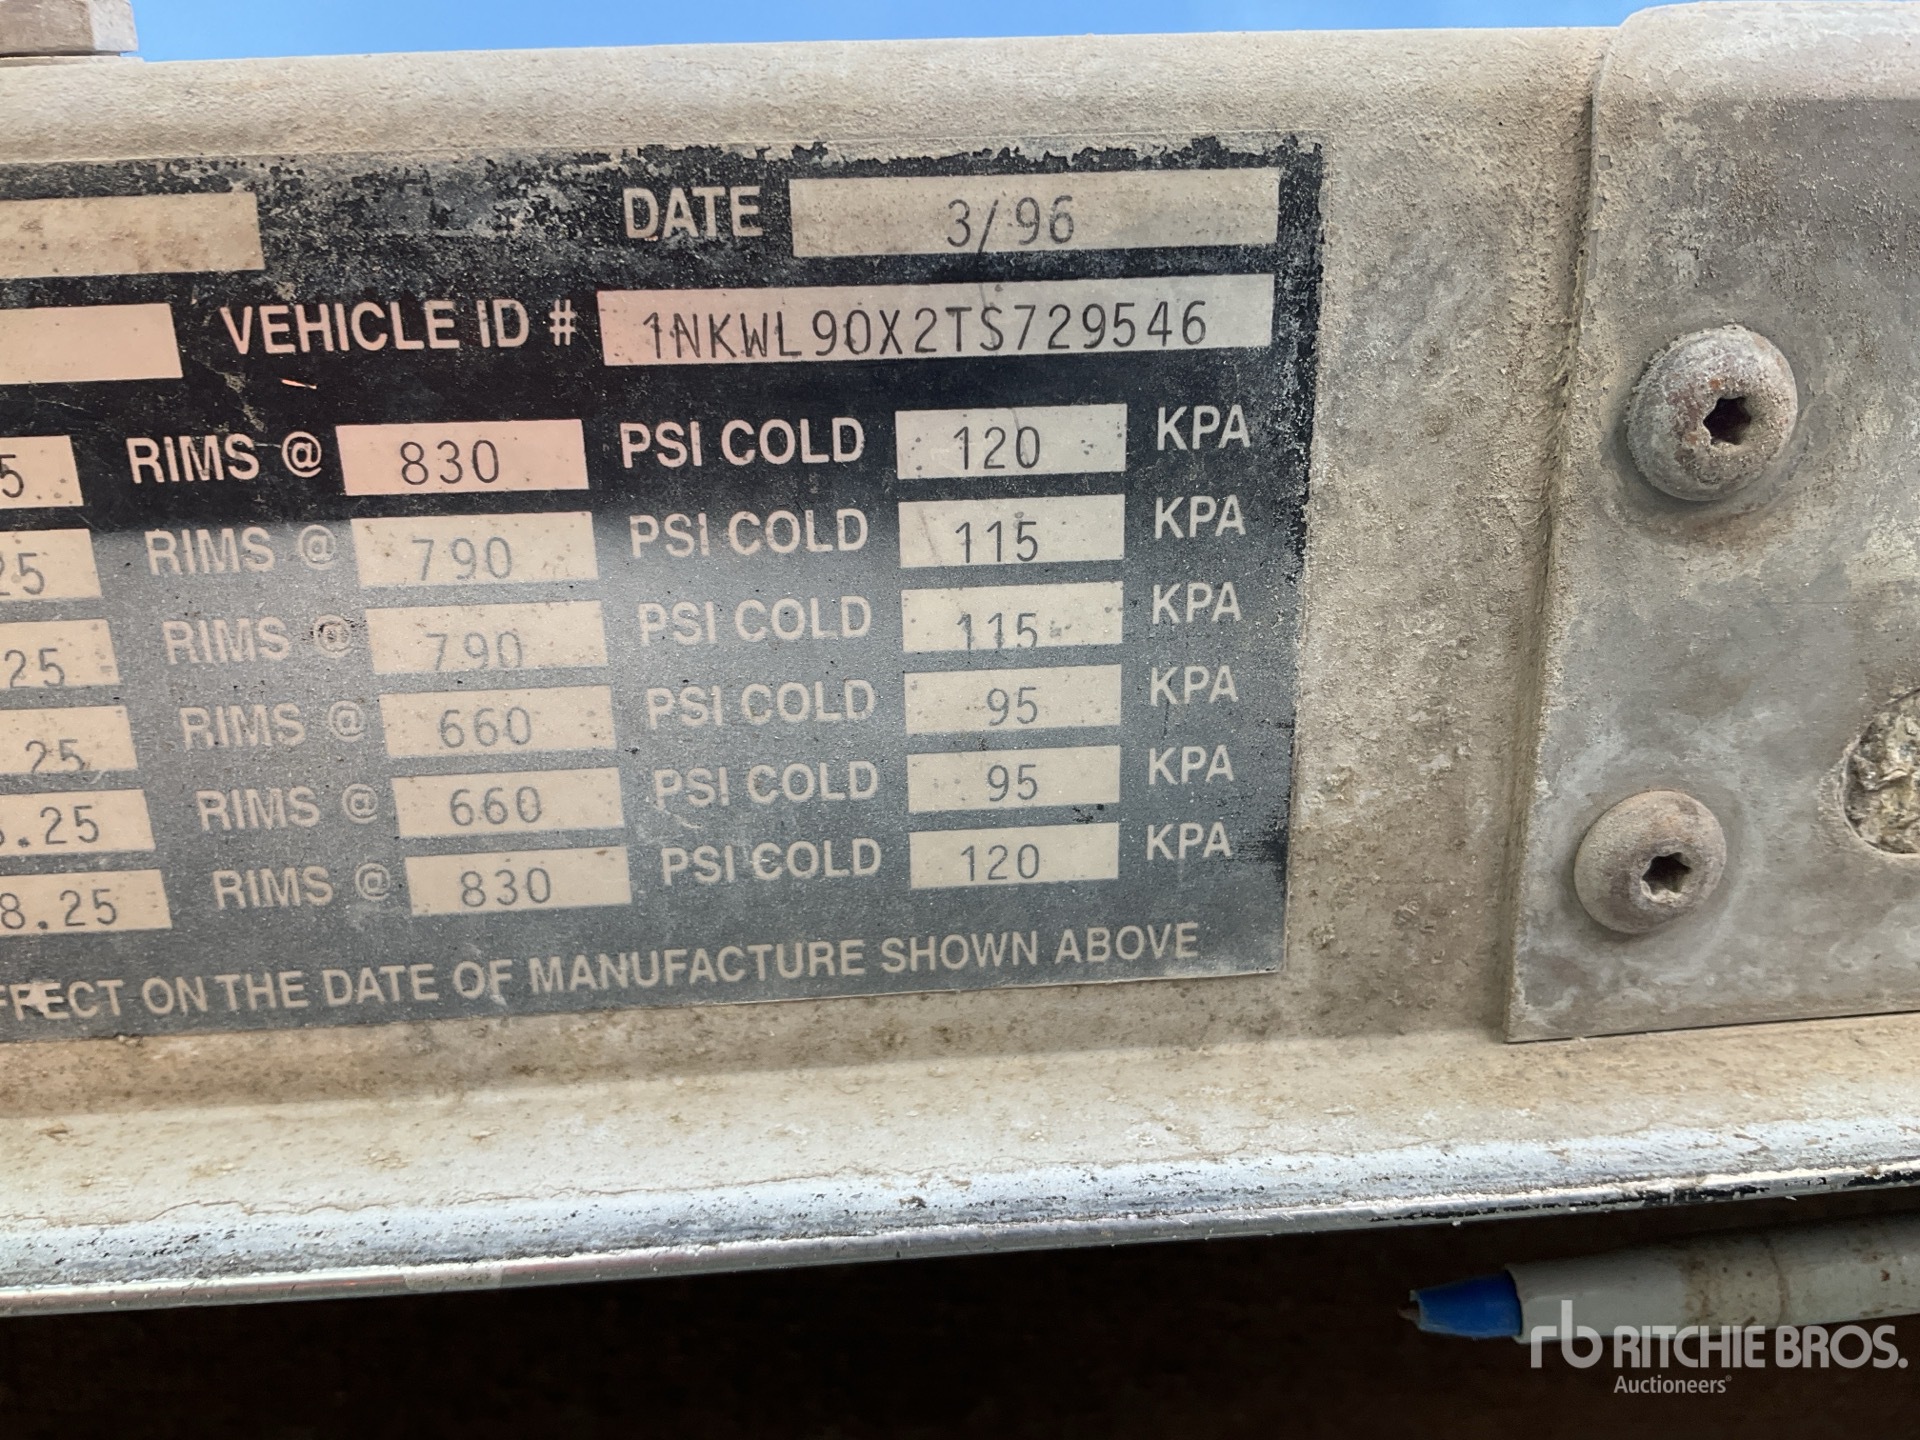 DATE 3/96
VEHICLE ID # 1NKWL90X2TS729546
5 RIMS @ 830 PSI COLD 120 KPA
25 RIMS @ 790 PSI COLD 115 KPA
25 RIMS @ 790 PSI COLD 115 KPA
25 RIMS @ 660 PSI COLD 95 KPA
8.25 RIMS @ 660 PSI COLD 95 KPA
8.25 RIMS @ 830 PSI COLD 120 KPA
FFECT ON THE DATE OF MANUFACTURE SHOWN ABOVE
rb RITCHIE BROS.
Auctioneers